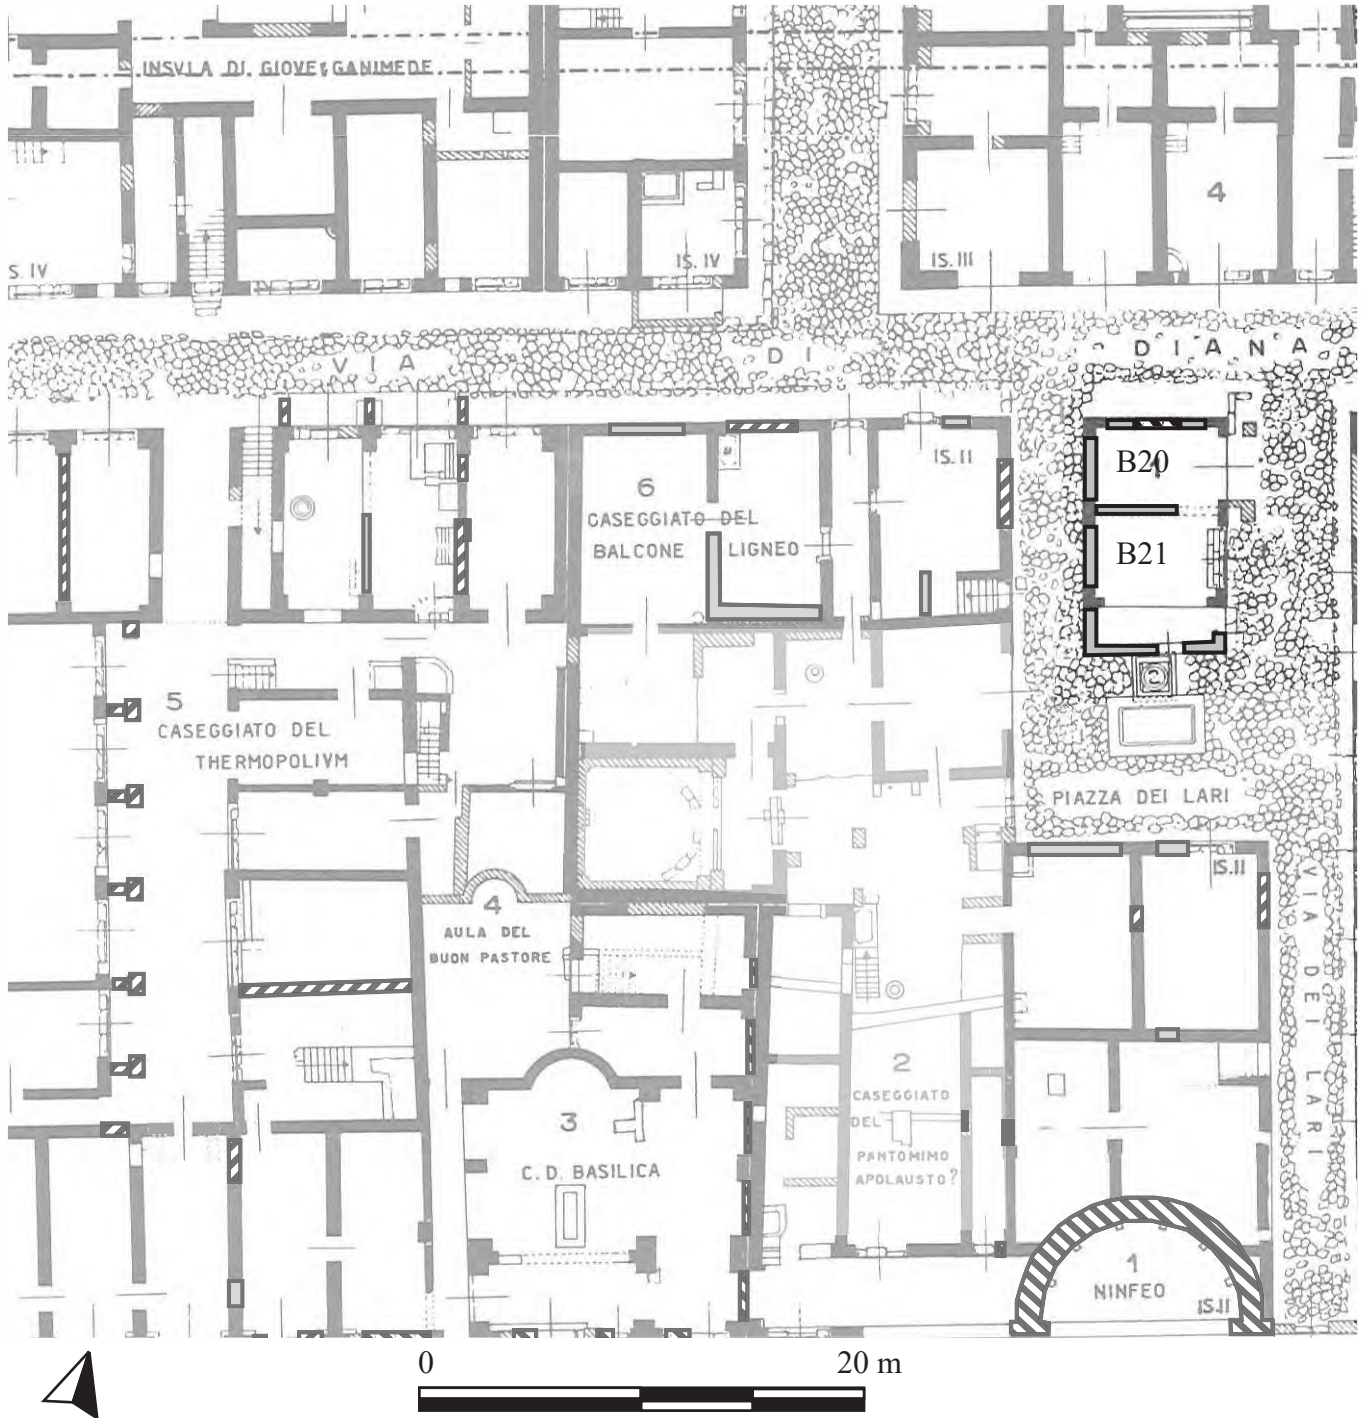 INSVLA DI GIOVE E GANIMEDE
4
S. IV
IS. IV
IS. III
VIA DI DIANA
IS. II
B20
6
CASEGGIATO DEL
BALCONE LIGNEO
B21
5
CASEGGIATO DEL
THERMOPOLIVM
PIAZZA DEI LARI
IS. II
4
AULA DEL
BUON PASTORE
VIA DEI LARI
2
CASEGGIATO
DEL
PANTOMIMO
APOLAUSTO?
3
C. D. BASILICA
1
NINFEO
IS. II
0 20 m